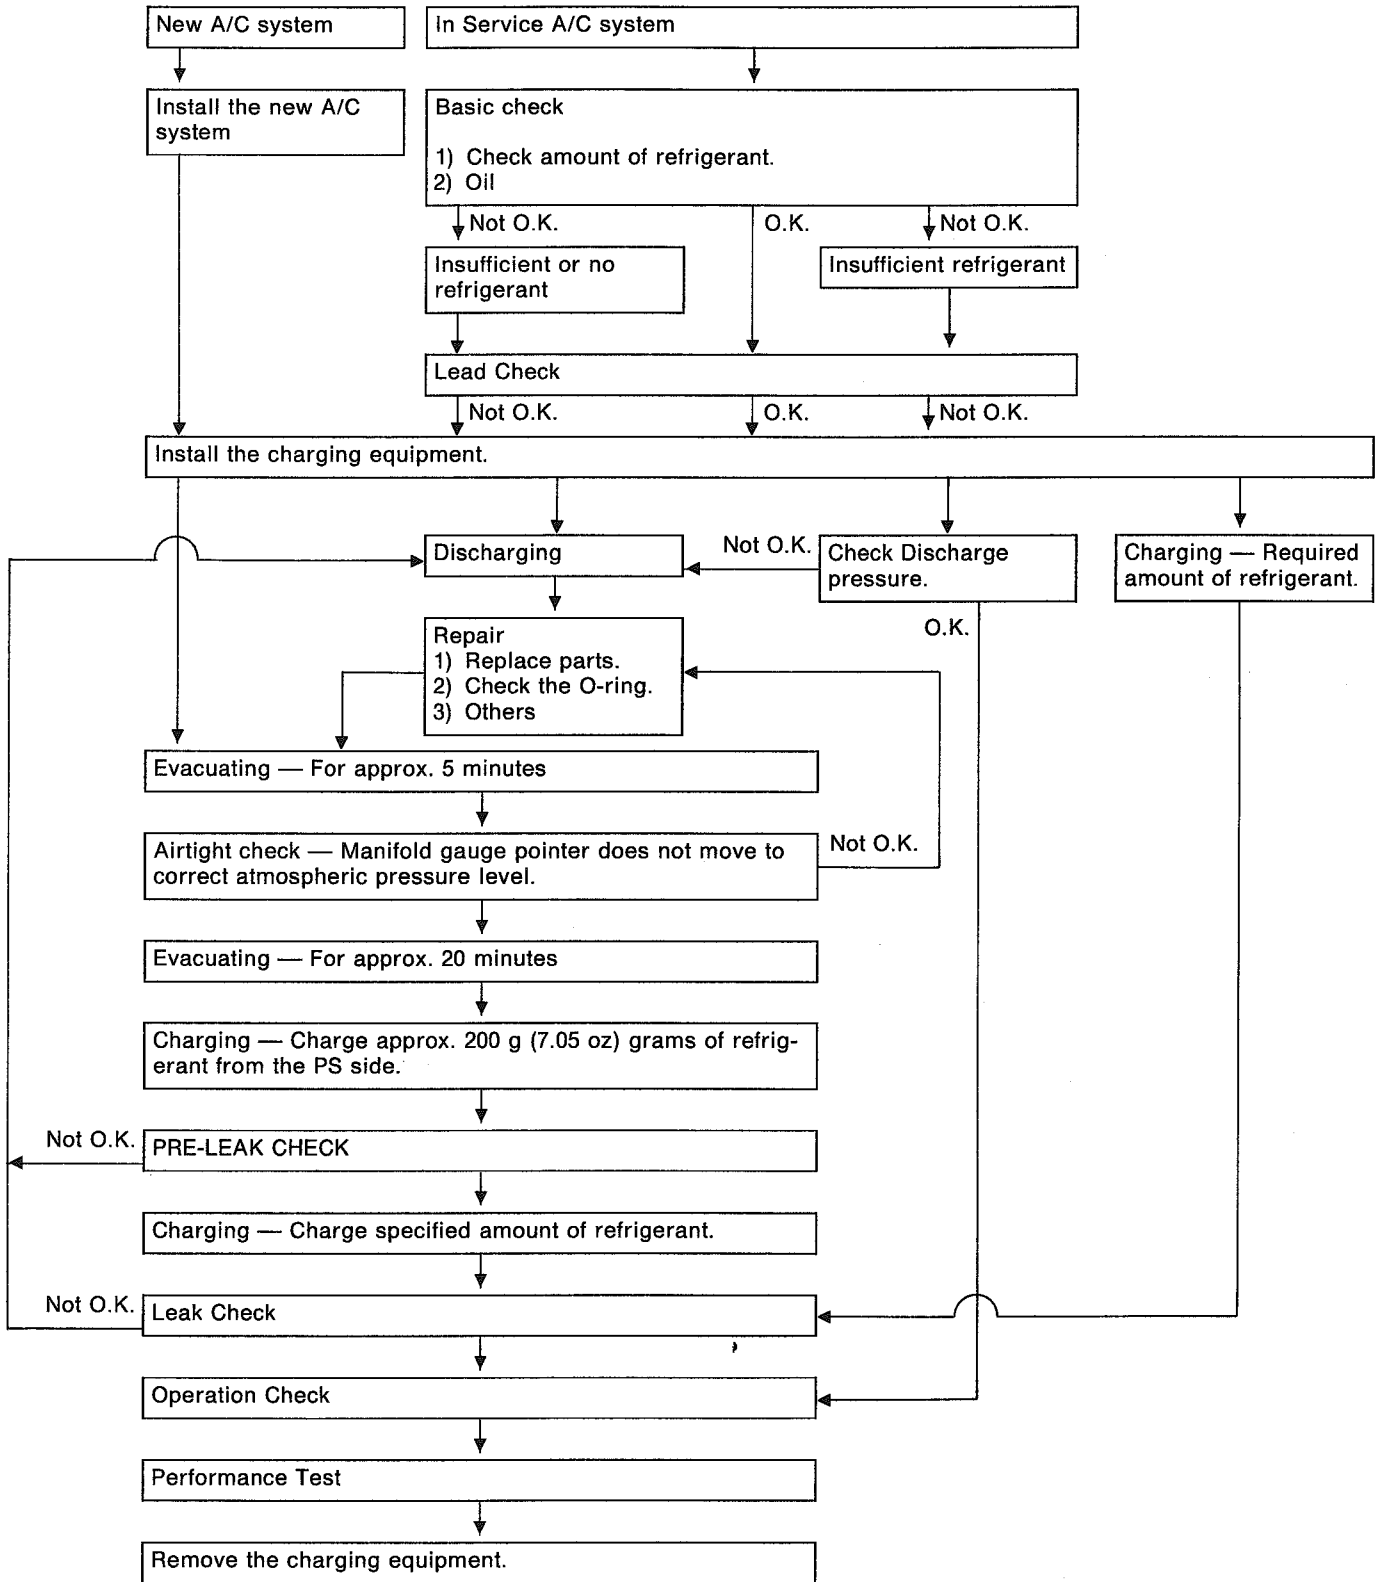 New A/C system
In Service A/C system
Install the new A/C
system
Basic check
1) Check amount of refrigerant.
2) Oil
Not O.K.
O.K.
Not O.K.
Insufficient or no
refrigerant
Insufficient refrigerant
Lead Check
Not O.K.
O.K.
Not O.K.
Install the charging equipment.
Discharging
Not O.K.
Check Discharge
pressure.
Charging — Required
amount of refrigerant.
O.K.
Repair
1) Replace parts.
2) Check the O-ring.
3) Others
Evacuating — For approx. 5 minutes
Airtight check — Manifold gauge pointer does not move to
correct atmospheric pressure level.
Not O.K.
Evacuating — For approx. 20 minutes
Charging — Charge approx. 200 g (7.05 oz) grams of refrig-
erant from the PS side.
Not O.K.
PRE-LEAK CHECK
Charging — Charge specified amount of refrigerant.
Not O.K.
Leak Check
Operation Check
Performance Test
Remove the charging equipment.